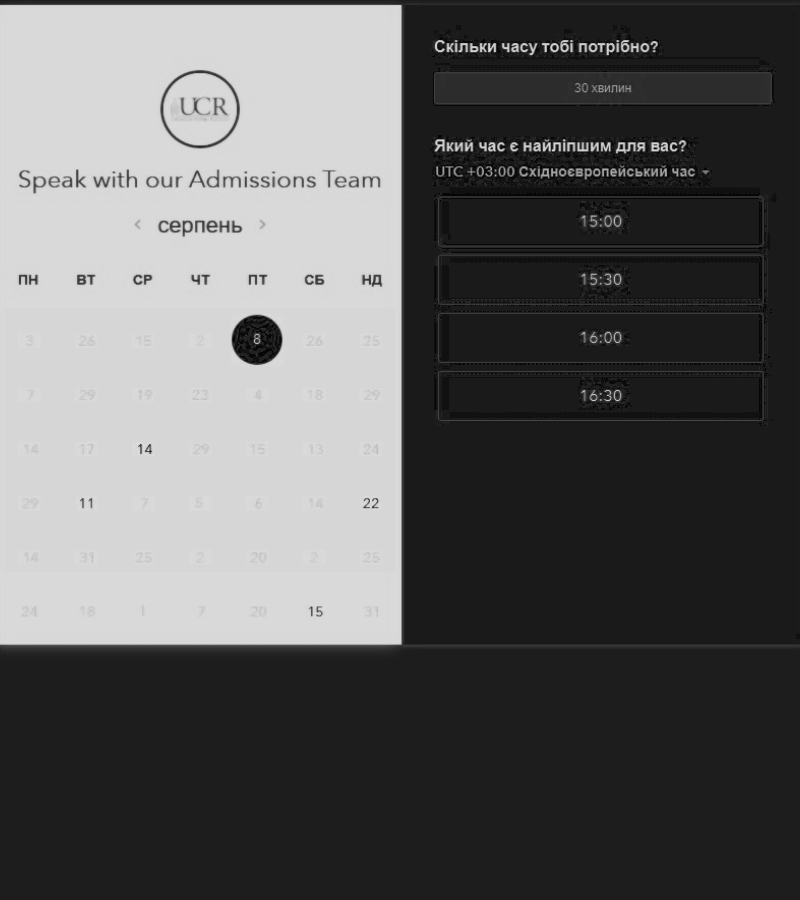 UCR
Speak with our Admissions Team
‹ серпень ›
ПН ВТ СР ЧТ ПТ СБ НД
3 26 15 2 8 26 25
7 29 19 23 4 18 29
14 17 14 29 15 13 24
29 11 7 5 6 14 22
14 31 25 2 20 2 25
24 18 1 7 20 15 31
Скільки часу тобі потрібно?
30 хвилин
Який час є найліпшим для вас?
UTC +03:00 Східноєвропейський час
15:00
15:30
16:00
16:30